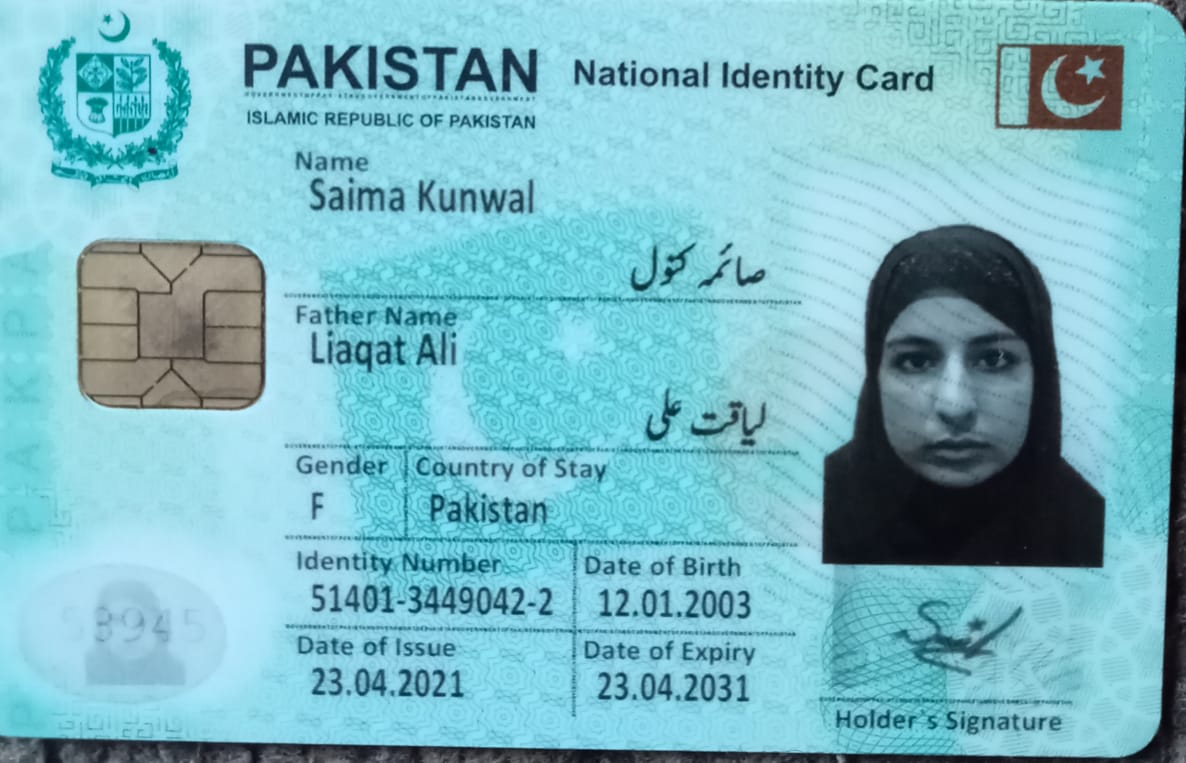 PAKISTAN National Identity Card
ISLAMIC REPUBLIC OF PAKISTAN
Name
Saima Kunwal
صائمہ کنول
Father Name
Liaqat Ali
لیاقت علی
Gender Country of Stay
F Pakistan
Identity Number Date of Birth
51401-3449042-2 12.01.2003
Date of Issue Date of Expiry
23.04.2021 23.04.2031
Holder's Signature